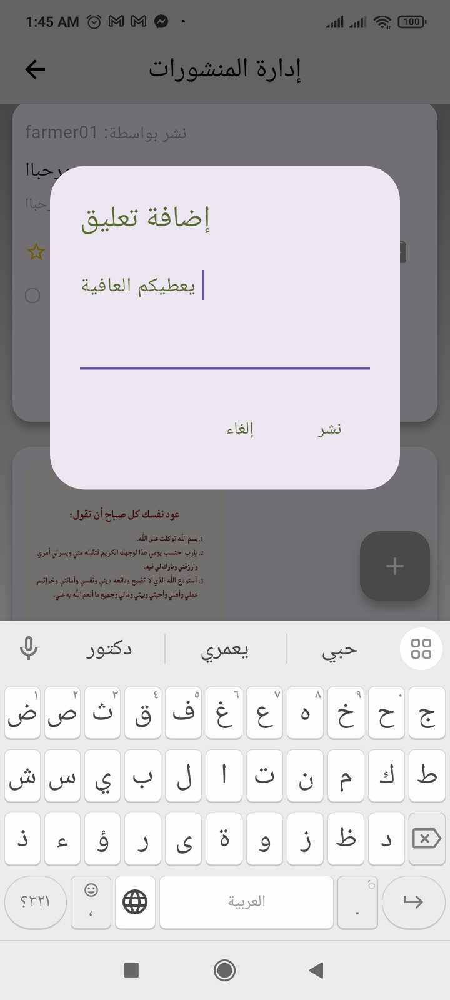 1:45 AM
100
إدارة المنشورات
نشر بواسطة: farmer01
إضافة تعليق
يعطيكم العافية
نشر
إلغاء
عود نفسك كل صباح أن تقول:
1. بسم الله توكلت على الله.
2. يارب احتسب يومي هذا لوجهك الكريم فتقبله مني ويسر لي أمري
وارزقني وبارك لي فيه.
3. أستودع الله الذي لا تضيع ودائعه ديني ونفسي وأمانتي وخواتيم
عملي وأهلي وأحبتي وبيتي ومالي وجميع ما أنعم الله به علي.
حبي يعمري دكتور
١ ٢ ٣ ٤ ٥ ٦ ٧ ٨ ٩ ٠
ض ص ث ق ف غ ع ه خ ح ج
ش س ي ب ل ا ت ن م ك ط
ذ ء ؤ ر ى ة و ز ظ د
٣٢١؟ ، العربية .